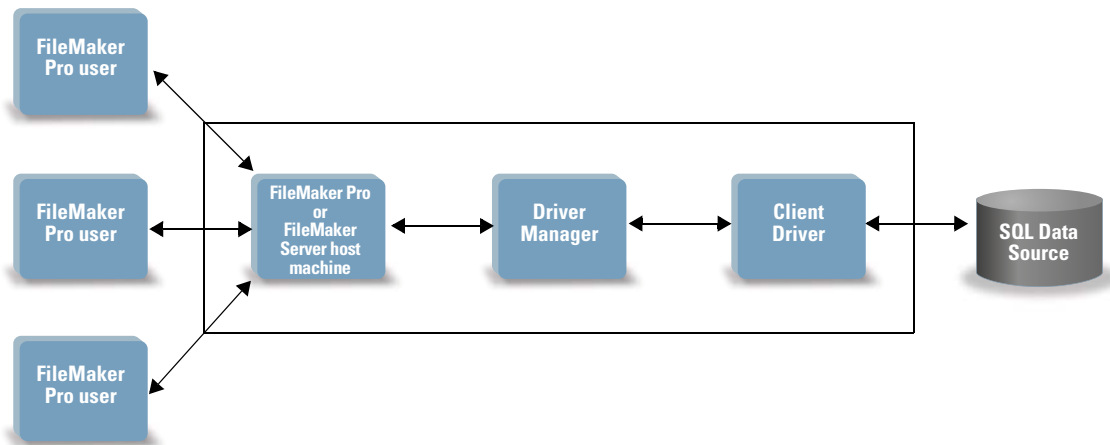 FileMaker
Pro user
FileMaker
Pro user
FileMaker Pro
or
FileMaker
Server host
machine
Driver
Manager
Client
Driver
SQL Data
Source
FileMaker
Pro user